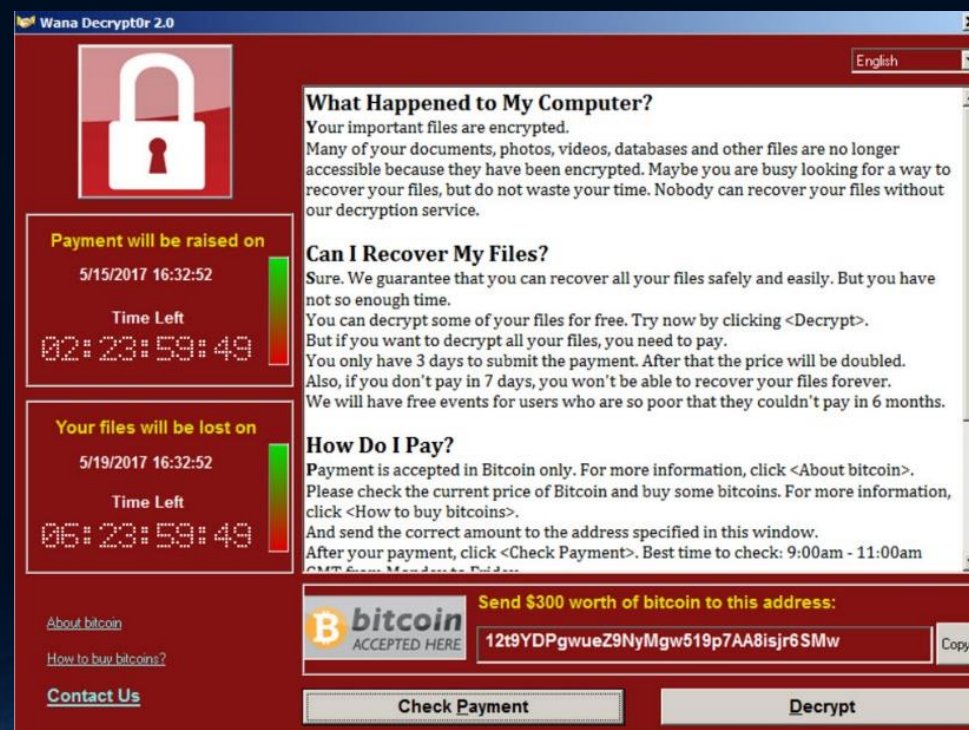 Wana Decrypt0r 2.0
English
What Happened to My Computer?
Your important files are encrypted.
Many of your documents, photos, videos, databases and other files are no longer
accessible because they have been encrypted. Maybe you are busy looking for a way to
recover your files, but do not waste your time. Nobody can recover your files without
our decryption service.
Can I Recover My Files?
Sure. We guarantee that you can recover all your files safely and easily. But you have
not so enough time.
You can decrypt some of your files for free. Try now by clicking <Decrypt>.
But if you want to decrypt all your files, you need to pay.
You only have 3 days to submit the payment. After that the price will be doubled.
Also, if you don't pay in 7 days, you won't be able to recover your files forever.
We will have free events for users who are so poor that they couldn't pay in 6 months.
How Do I Pay?
Payment is accepted in Bitcoin only. For more information, click <About bitcoin>.
Please check the current price of Bitcoin and buy some bitcoins. For more information,
click <How to buy bitcoins>.
And send the correct amount to the address specified in this window.
After your payment, click <Check Payment>. Best time to check: 9:00am - 11:00am
GMT from Monday to Friday
Payment will be raised on
5/15/2017 16:32:52
Time Left
02:23:59:49
Your files will be lost on
5/19/2017 16:32:52
Time Left
06:23:59:49
About bitcoin
How to buy bitcoins?
Contact Us
bitcoin
ACCEPTED HERE
Send $300 worth of bitcoin to this address:
12t9YDPgwueZ9NyMgw519p7AA8isjr6SMw
Copy
Check Payment
Decrypt